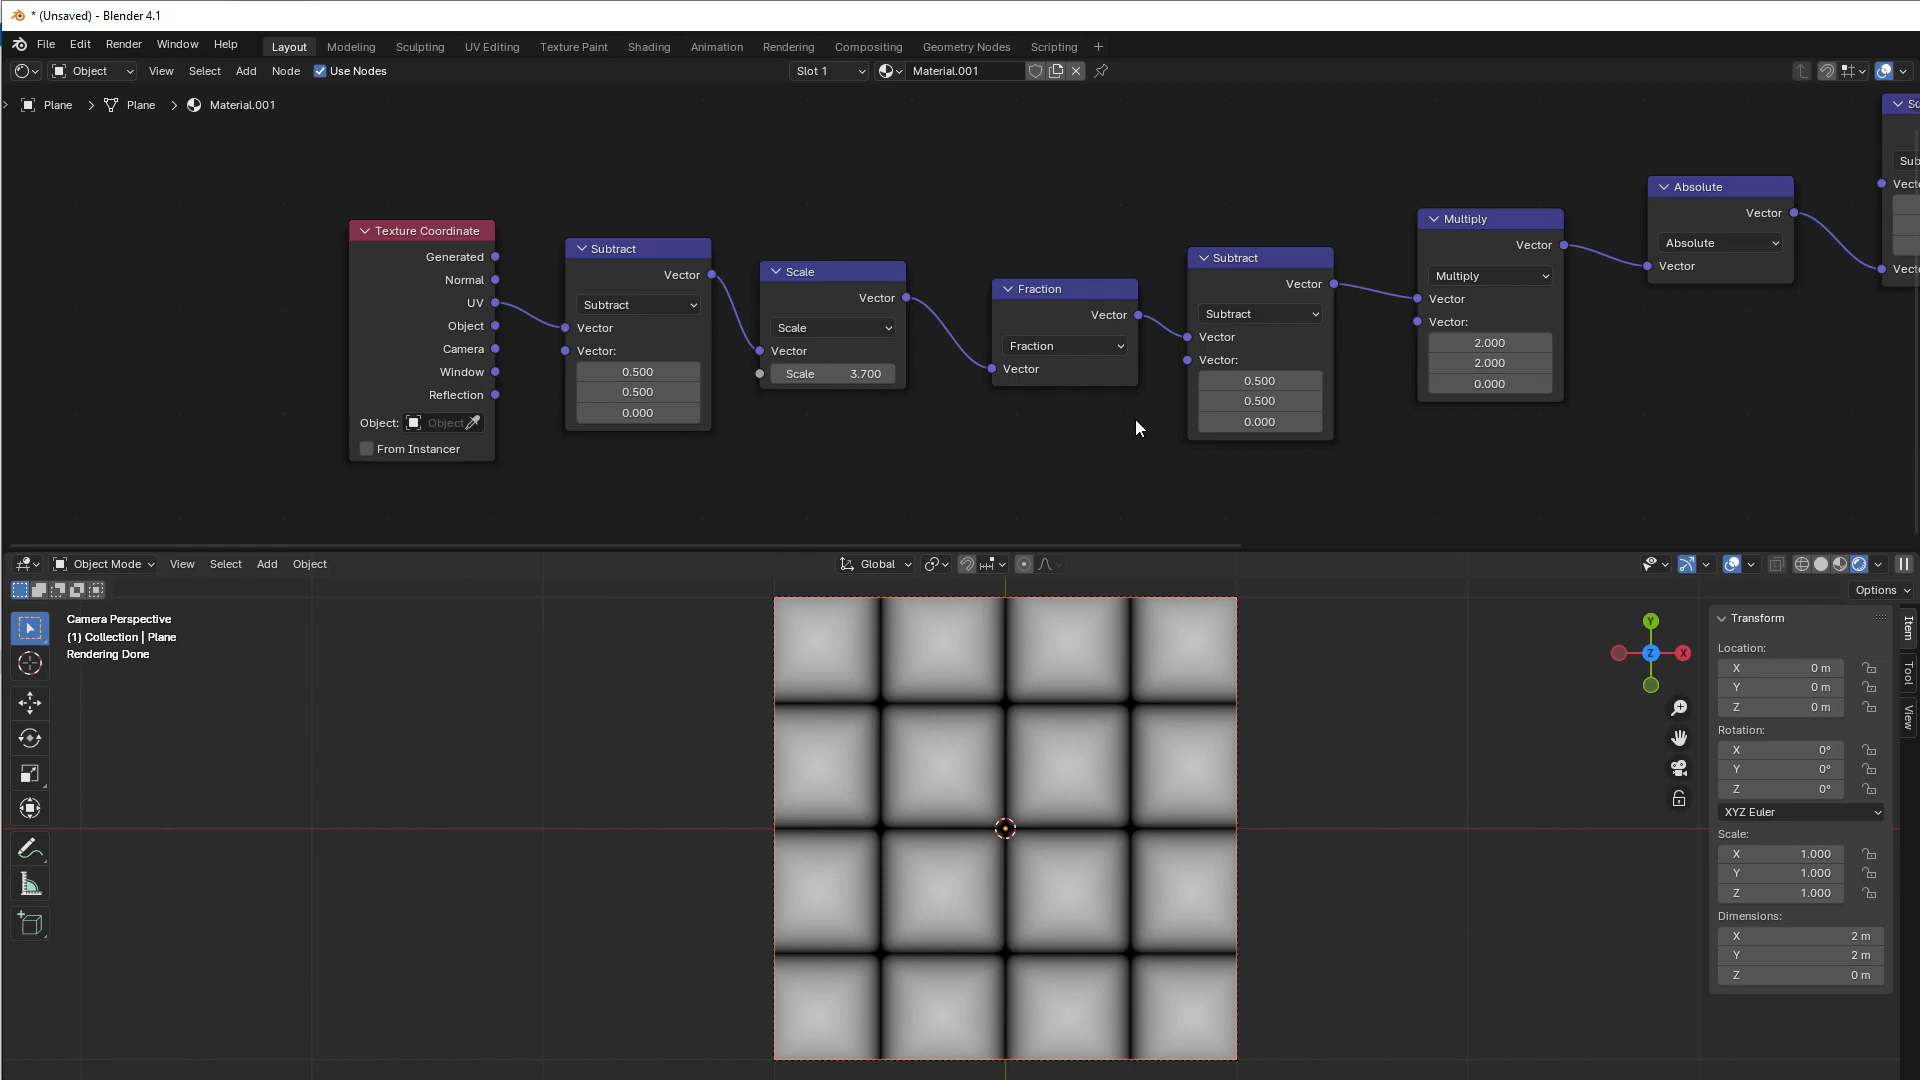 * (Unsaved) - Blender 4.1
File Edit Render Window Help Layout Modeling Sculpting UV Editing Texture Paint Shading Animation Rendering Compositing Geometry Nodes Scripting +
Object View Select Add Node Use Nodes Slot 1 Material.001
Plane Plane Material.001
Texture Coordinate
Generated
Normal
UV
Object
Camera
Window
Reflection
Object: Object
From Instancer
Subtract
Vector
Subtract
Vector
Vector:
0.500
0.500
0.000
Scale
Vector
Scale
Vector
Scale 3.700
Fraction
Vector
Fraction
Vector
Subtract
Vector
Subtract
Vector
Vector:
0.500
0.500
0.000
Multiply
Vector
Multiply
Vector
Vector:
2.000
2.000
0.000
Absolute
Vector
Absolute
Vector
Su
Sub
Vect
Vect
Object Mode View Select Add Object Global
Options
Camera Perspective
(1) Collection | Plane
Rendering Done
Y
Z X
Transform
Location:
X 0 m
Y 0 m
Z 0 m
Rotation:
X 0°
Y 0°
Z 0°
XYZ Euler
Scale:
X 1.000
Y 1.000
Z 1.000
Dimensions:
X 2 m
Y 2 m
Z 0 m
Item
Tool
View